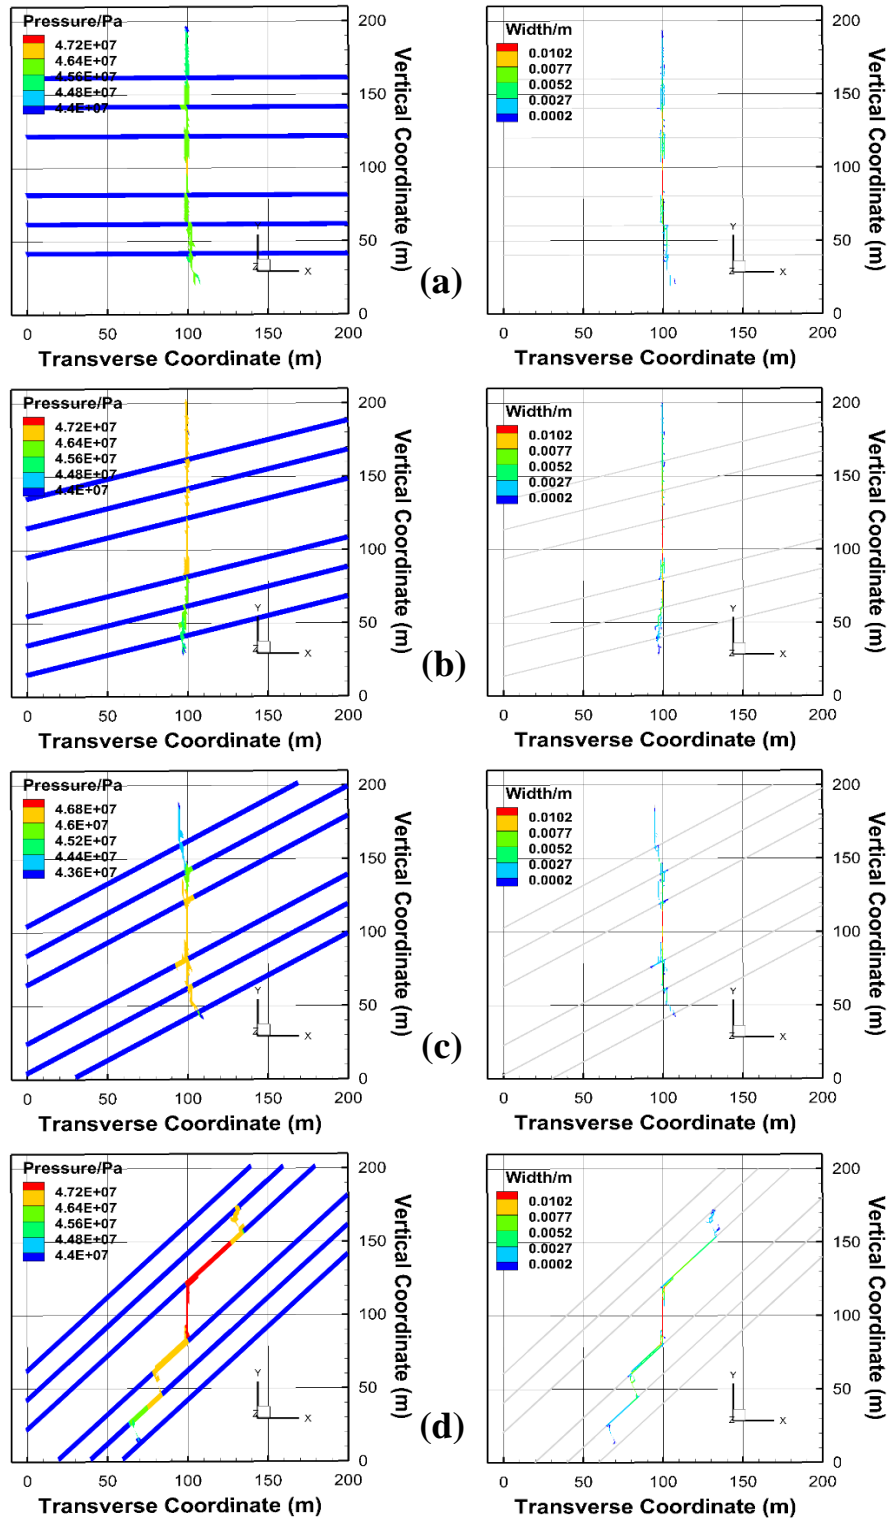 Pressure/Pa
4.72E+07
4.64E+07
4.56E+07
4.48E+07
4.4E+07
200
150
100
50
0
Vertical Coordinate (m)
Y
Z
X
0
50
100
150
200
Transverse Coordinate (m)
Width/m
0.0102
0.0077
0.0052
0.0027
0.0002
200
150
100
50
0
Vertical Coordinate (m)
Y
Z
X
0
50
100
150
200
Transverse Coordinate (m)
(a)
Pressure/Pa
4.72E+07
4.64E+07
4.56E+07
4.48E+07
4.4E+07
200
150
100
50
0
Vertical Coordinate (m)
Y
Z
X
0
50
100
150
200
Transverse Coordinate (m)
Width/m
0.0102
0.0077
0.0052
0.0027
0.0002
200
150
100
50
0
Vertical Coordinate (m)
Y
Z
X
0
50
100
150
200
Transverse Coordinate (m)
(b)
Pressure/Pa
4.68E+07
4.6E+07
4.52E+07
4.44E+07
4.36E+07
200
150
100
50
0
Vertical Coordinate (m)
Y
Z
X
0
50
100
150
200
Transverse Coordinate (m)
Width/m
0.0102
0.0077
0.0052
0.0027
0.0002
200
150
100
50
0
Vertical Coordinate (m)
Y
Z
X
0
50
100
150
200
Transverse Coordinate (m)
(c)
Pressure/Pa
4.72E+07
4.64E+07
4.56E+07
4.48E+07
4.4E+07
200
150
100
50
0
Vertical Coordinate (m)
Y
Z
X
0
50
100
150
200
Transverse Coordinate (m)
Width/m
0.0102
0.0077
0.0052
0.0027
0.0002
200
150
100
50
0
Vertical Coordinate (m)
Y
Z
X
0
50
100
150
200
Transverse Coordinate (m)
(d)